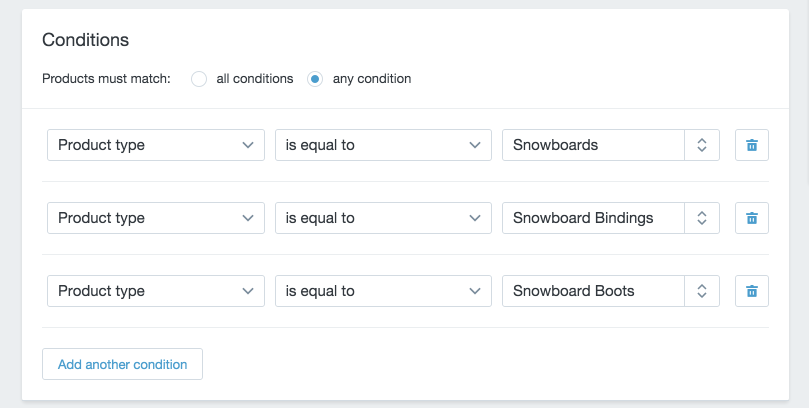 Conditions
Products must match: all conditions any condition
Product type is equal to Snowboards
Product type is equal to Snowboard Bindings
Product type is equal to Snowboard Boots
Add another condition